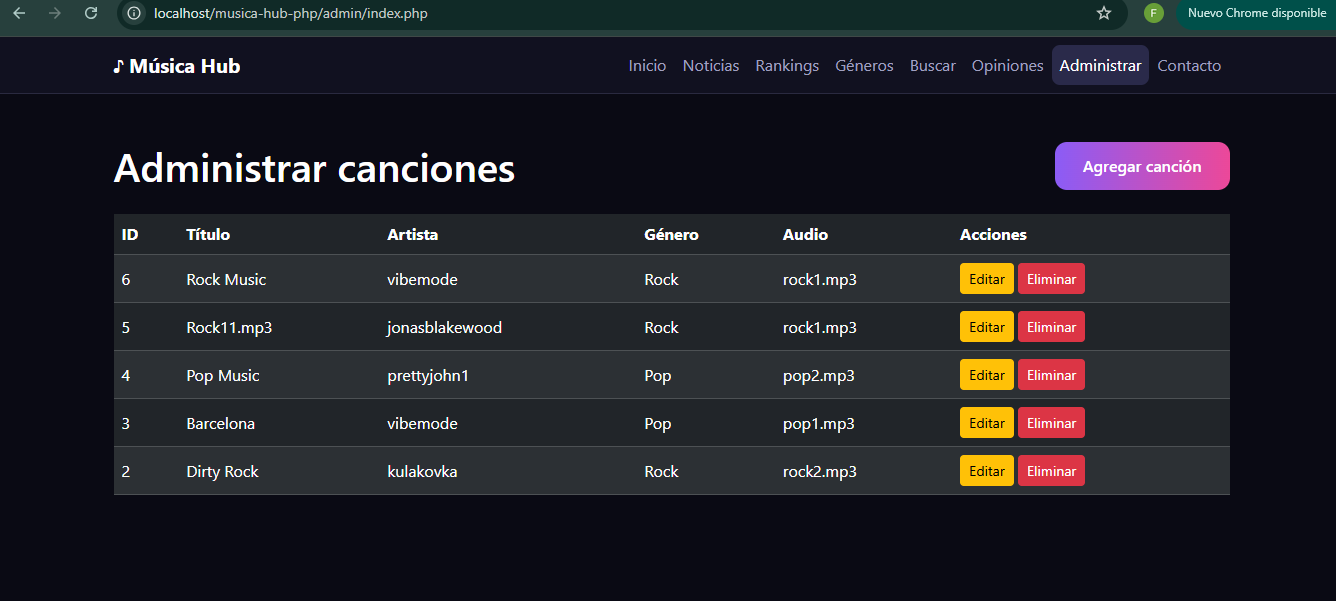 localhost/musica-hub-php/admin/index.php F Nuevo Chrome disponible
♪ Música Hub Inicio Noticias Rankings Géneros Buscar Opiniones Administrar Contacto
Administrar canciones Agregar canción
ID Título Artista Género Audio Acciones
6 Rock Music vibemode Rock rock1.mp3 Editar Eliminar
5 Rock11.mp3 jonasblakewood Rock rock1.mp3 Editar Eliminar
4 Pop Music prettyjohn1 Pop pop2.mp3 Editar Eliminar
3 Barcelona vibemode Pop pop1.mp3 Editar Eliminar
2 Dirty Rock kulakovka Rock rock2.mp3 Editar Eliminar